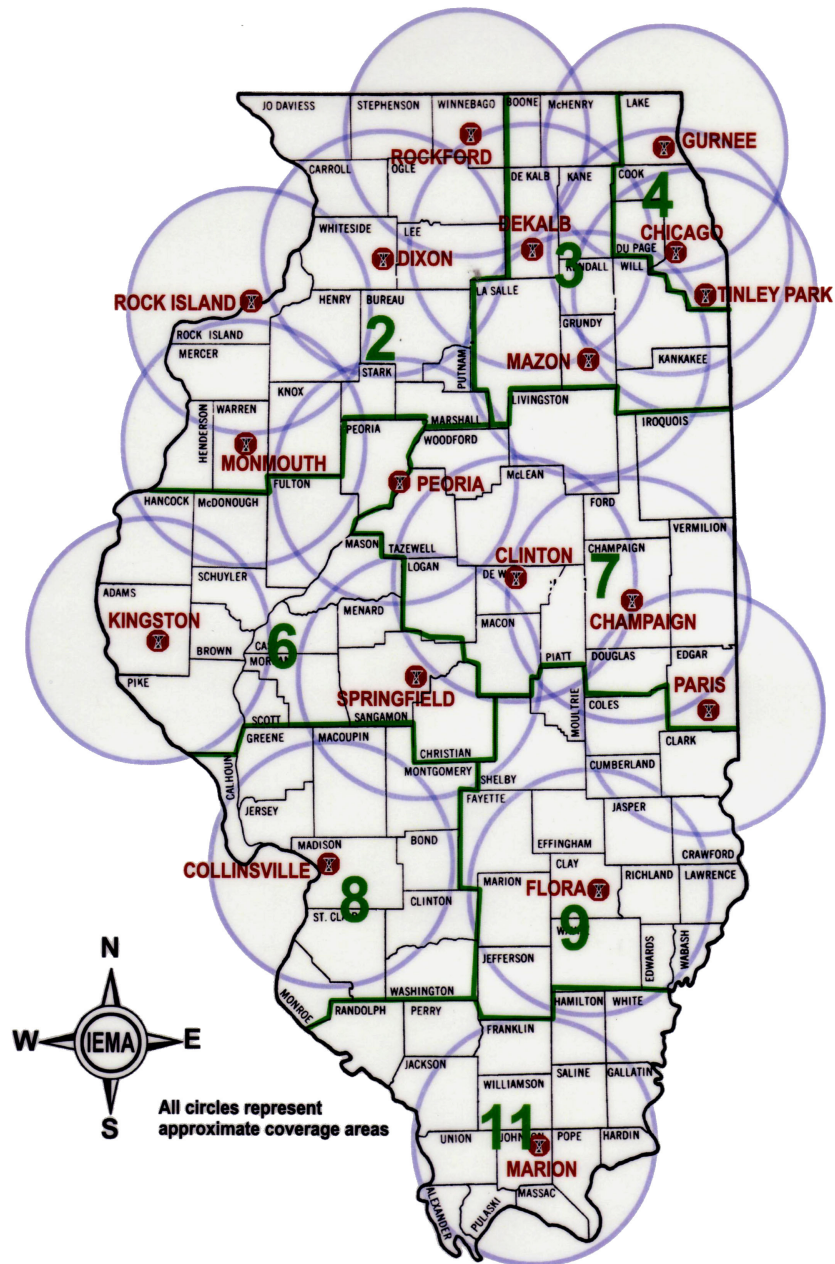 JO DAVIESS
STEPHENSON
WINNEBAGO
BOONE
McHENRY
LAKE
GURNEE
ROCKFORD
CARROLL
OGLE
DE KALB
KANE
COOK
4
WHITESIDE
LEE
DEKALB
CHICAGO
DIXON
3
DU PAGE
KENDALL
WILL
ROCK ISLAND
HENRY
BUREAU
LA SALLE
TINLEY PARK
ROCK ISLAND
2
GRUNDY
MERCER
STARK
PUTNAM
MAZON
KANKAKEE
KNOX
LIVINGSTON
HENDERSON
WARREN
PEORIA
MARSHALL
IROQUOIS
MONMOUTH
WOODFORD
FULTON
PEORIA
McLEAN
HANCOCK
McDONOUGH
FORD
VERMILION
MASON
TAZEWELL
CLINTON
CHAMPAIGN
LOGAN
DE W
7
ADAMS
SCHUYLER
MENARD
KINGSTON
MACON
CHAMPAIGN
BROWN
CA
6
MORGAN
PIATT
DOUGLAS
EDGAR
PIKE
SPRINGFIELD
MOULTRIE
COLES
PARIS
SCOTT
SANGAMON
GREENE
MACOUPIN
CHRISTIAN
CLARK
CALHOUN
MONTGOMERY
SHELBY
CUMBERLAND
JERSEY
FAYETTE
JASPER
MADISON
BOND
EFFINGHAM
CRAWFORD
COLLINSVILLE
CLAY
MARION
FLORA
RICHLAND
LAWRENCE
8
CLINTON
ST. CLAIR
9
WAYNE
EDWARDS
WABASH
JEFFERSON
MONROE
WASHINGTON
RANDOLPH
PERRY
HAMILTON
WHITE
FRANKLIN
N
W
IEMA
E
S
JACKSON
SALINE
GALLATIN
WILLIAMSON
All circles represent
approximate coverage areas
11
UNION
JOHNSON
POPE
HARDIN
MARION
ALEXANDER
PULASKI
MASSAC